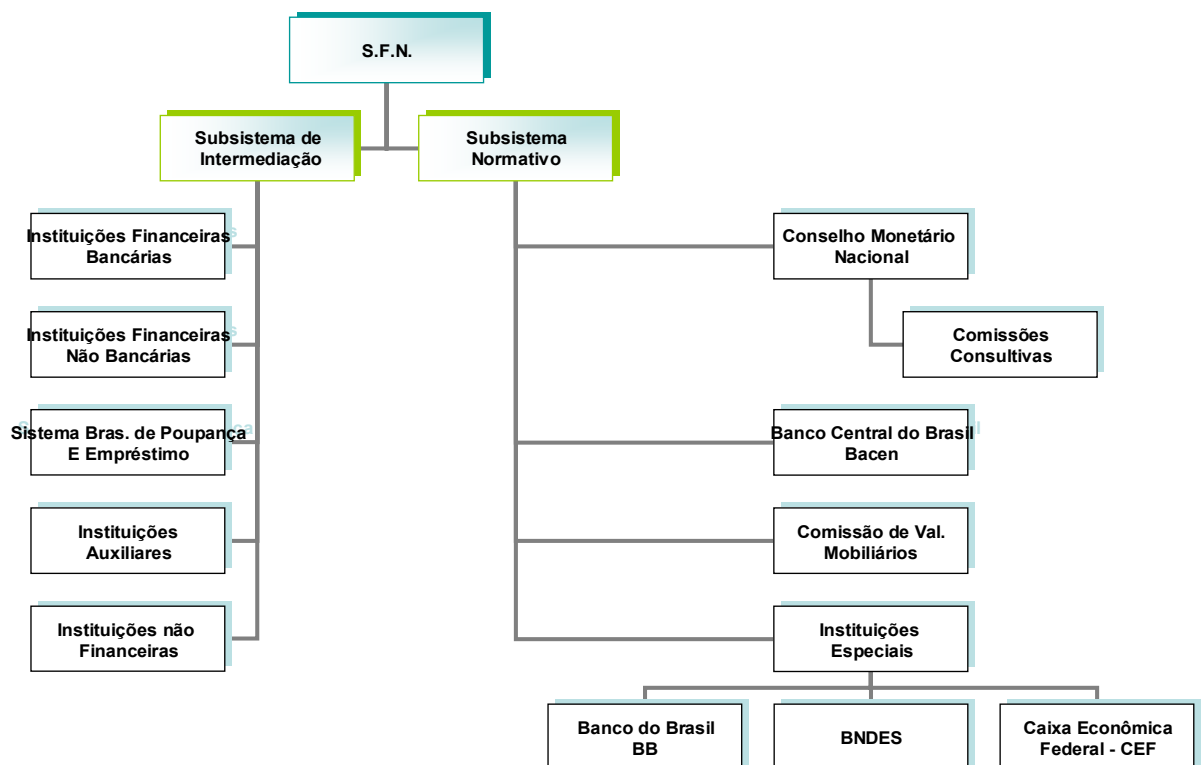 S.F.N.
Subsistema de
Intermediação
Subsistema
Normativo
Instituições Financeiras
Bancárias
Conselho Monetário
Nacional
Instituições Financeiras
Não Bancárias
Comissões
Consultivas
Sistema Bras. de Poupança
E Empréstimo
Banco Central do Brasil
Bacen
Instituições
Auxiliares
Comissão de Val.
Mobiliários
Instituições não
Financeiras
Instituições
Especiais
Banco do Brasil
BB
BNDES
Caixa Econômica
Federal - CEF